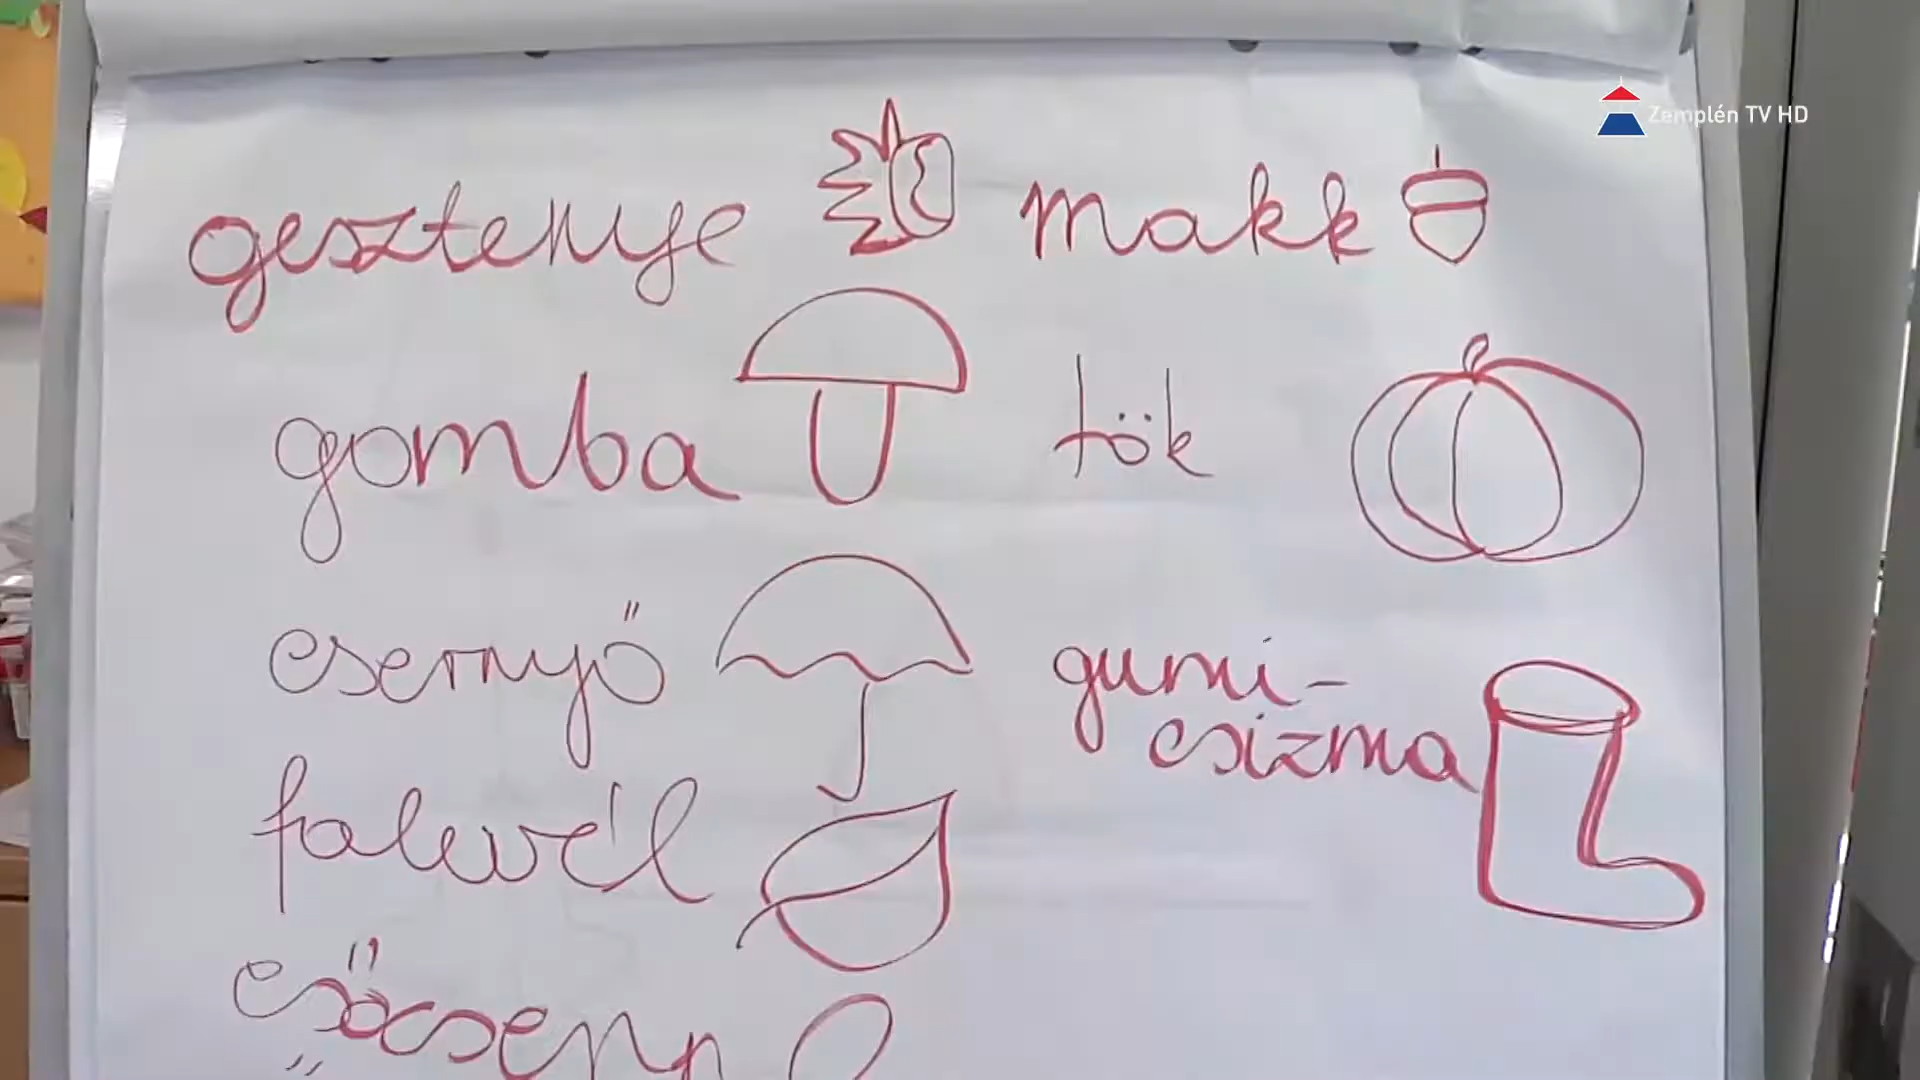 Zemplén TV HD
gesztenye makk
gomba tök
esernyő gumi-
csizma
falevél
esőcsepp